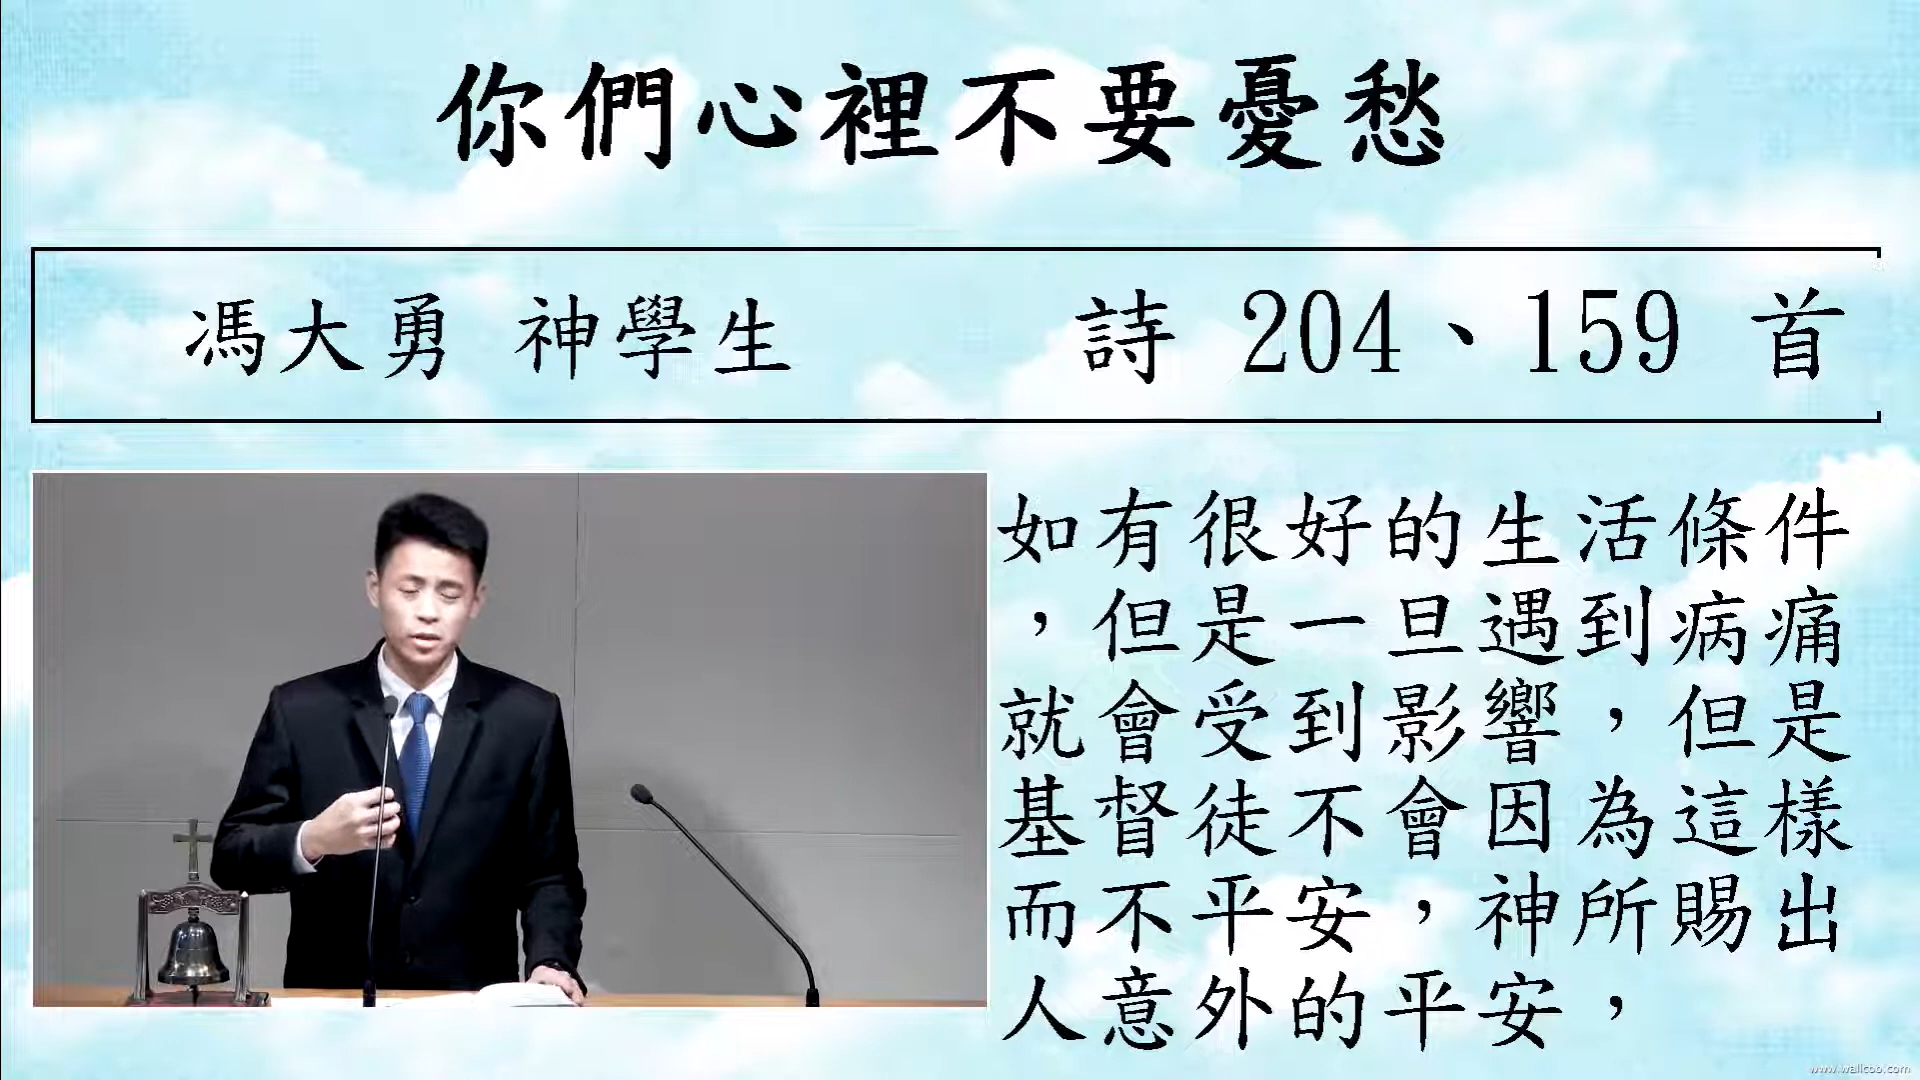 你們心裡不要憂愁
馮大勇 神學生 詩 204、159 首
如有很好的生活條件
，但是一旦遇到病痛
就會受到影響，但是
基督徒不會因為這樣
而不平安，神所賜出
人意外的平安，
www.wallcoo.com